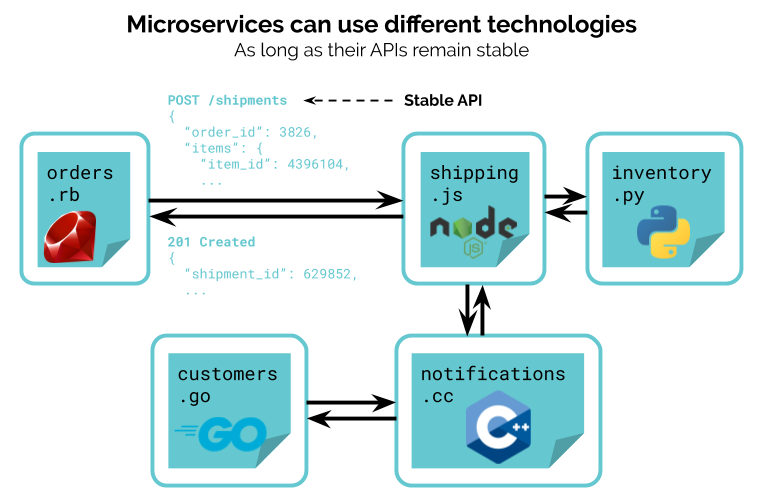 Microservices can use different technologies
As long as their APIs remain stable
POST /shipments
Stable API
{
“order_id”: 3826,
“items”: {
“item_id”: 4396104,
...
orders
.rb
shipping
.js
node
JS
inventory
.py
201 Created
{
“shipment_id”: 629852,
...
customers
.go
GO
notifications
.cc
C++